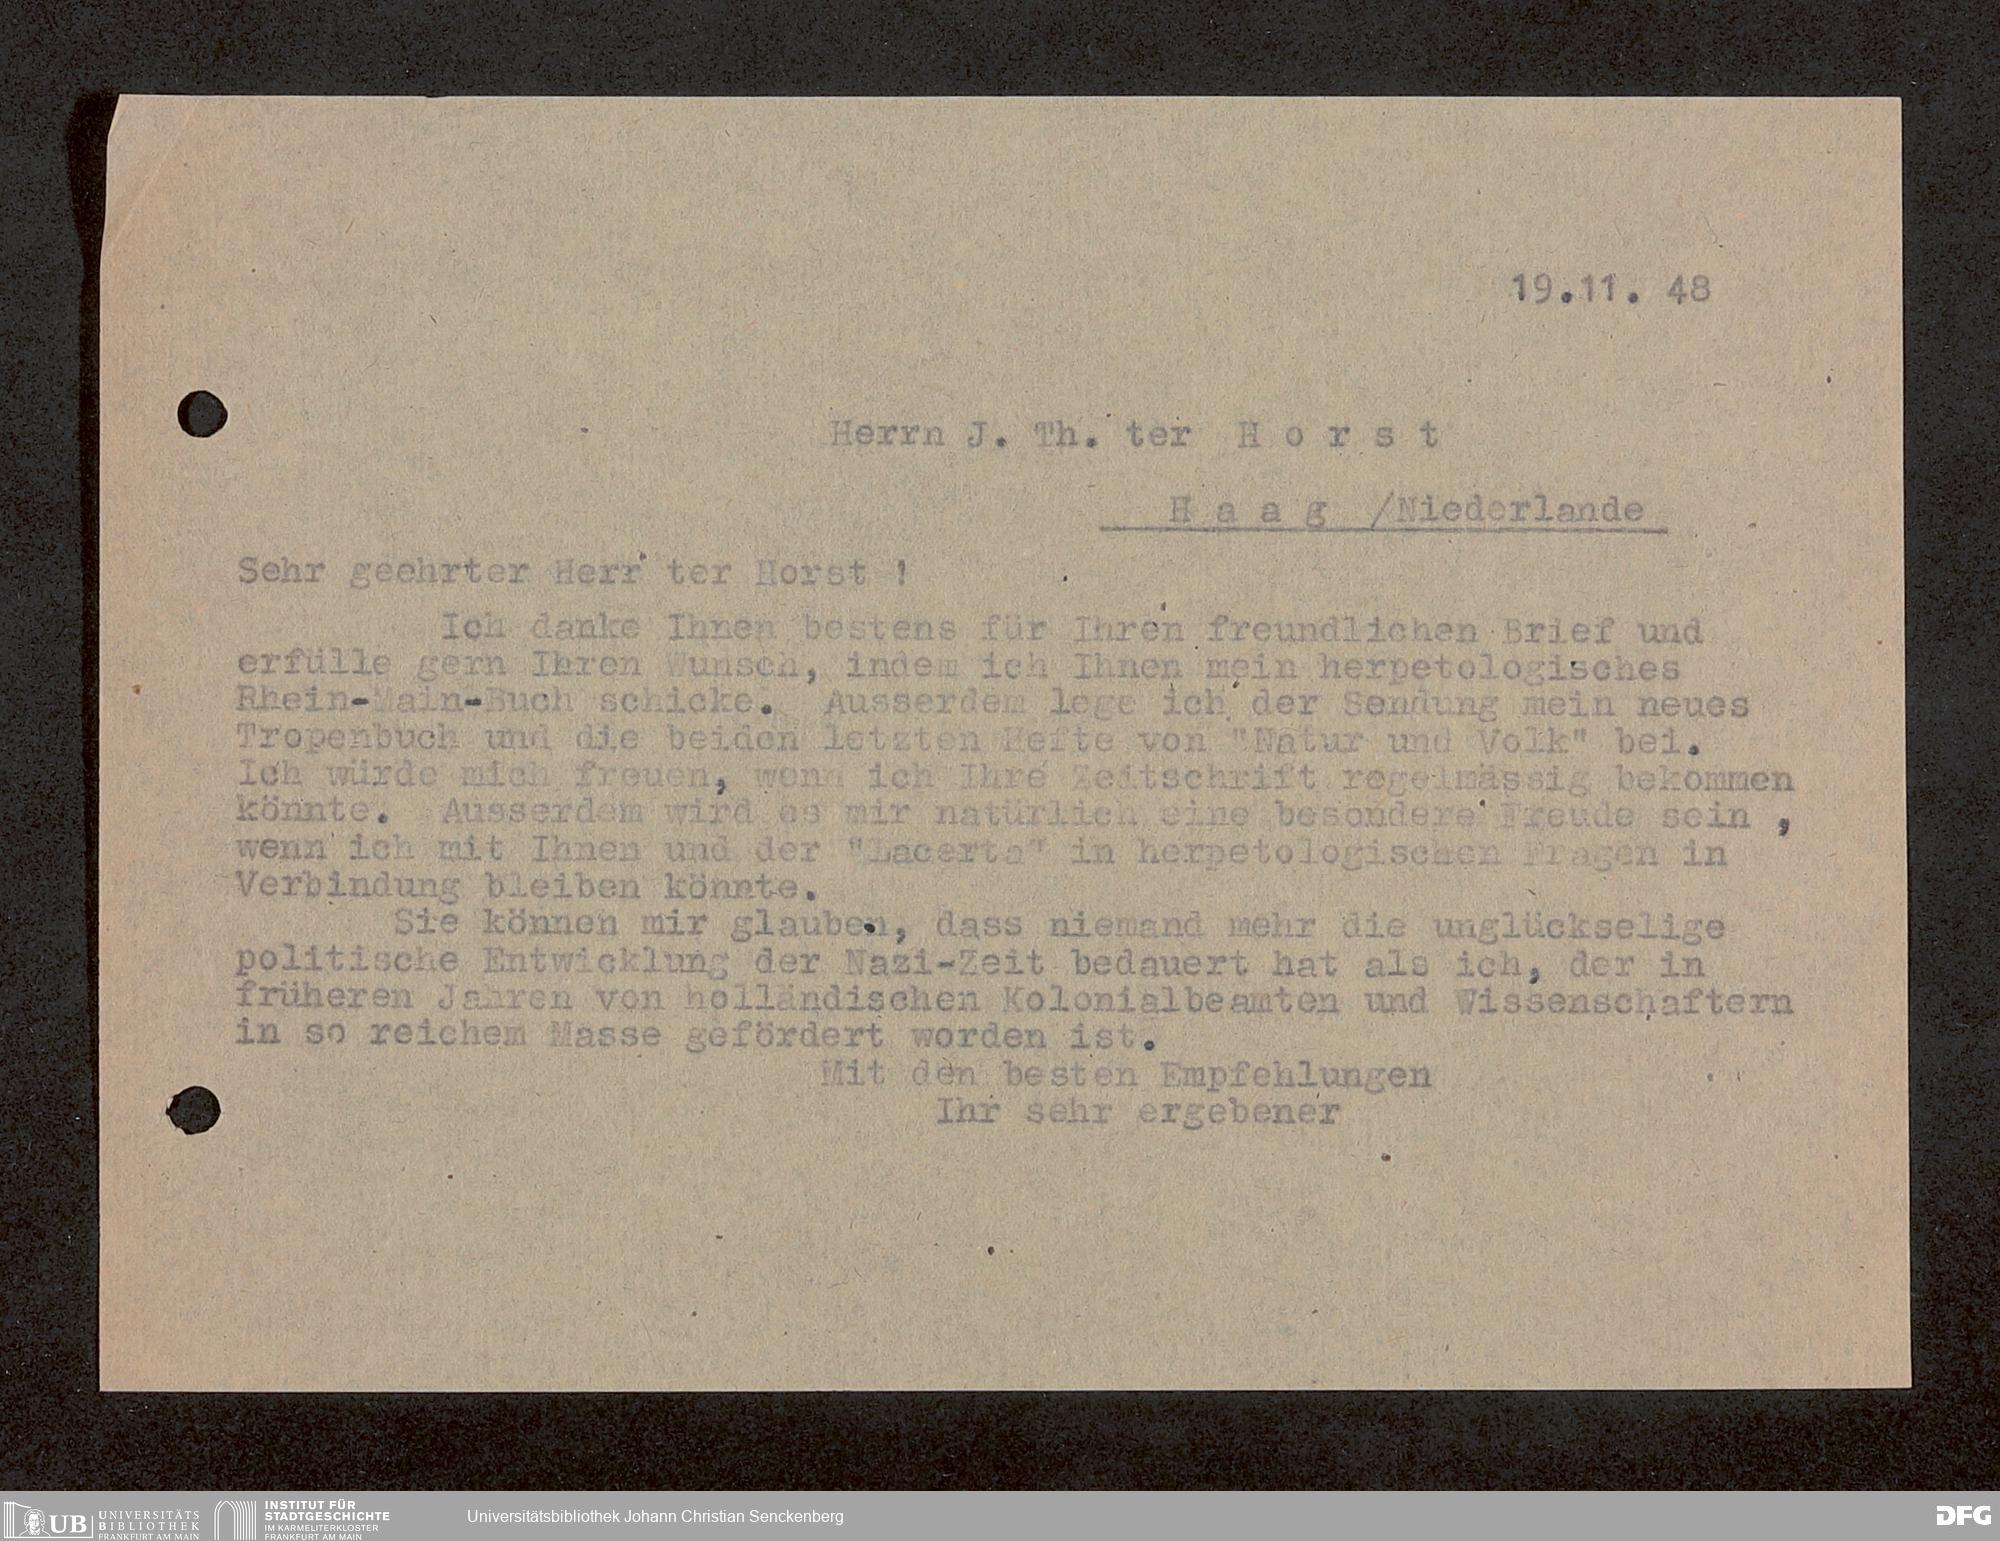 19.11. 48
Herrn J. Th. ter H o r s t
H a a g /Niederlande
Sehr geehrter Herr ter Horst !
Ich danke Ihnen bestens für Ihren freundlichen Brief und
erfülle gern Ihren Wunsch, indem ich Ihnen mein herpetologisches
Rhein-Main-Buch schicke. Ausserdem lege ich der Sendung mein neues
Tropenbuch und die beiden letzten Hefte von "Natur und Volk" bei.
Ich würde mich freuen, wenn ich Ihre Zeitschrift regelmässig bekommen
könnte. Ausserdem wird es mir natürlich eine besondere Freude sein ,
wenn ich mit Ihnen und der "Lacerta" in herpetologischen Fragen in
Verbindung bleiben könnte.
Sie können mir glauben, dass niemand mehr die unglückselige
politische Entwicklung der Nazi-Zeit bedauert hat als ich, der in
früheren Jahren von holländischen Kolonialbeamten und Wissenschaftern
in so reichem Masse gefördert worden ist.
Mit den besten Empfehlungen
Ihr sehr ergebener
UB UNIVERSITÄTS
BIBLIOTHEK
FRANKFURT AM MAIN
INSTITUT FÜR
STADTGESCHICHTE
IM KARMELITERKLOSTER
FRANKFURT AM MAIN
Universitätsbibliothek Johann Christian Senckenberg
DFG